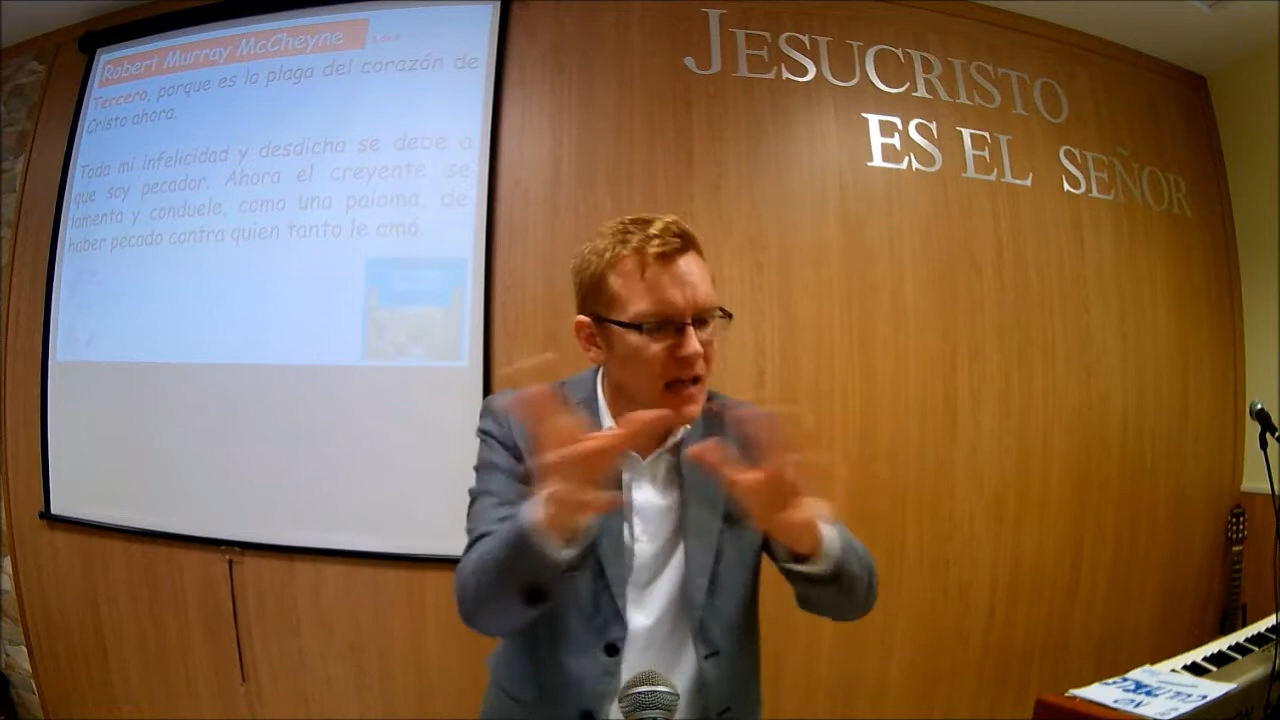 Robert Murray McCheyne
Tercero, porque es la plaga del corazón de
Cristo ahora.
Toda mi infelicidad y desdicha se debe a
que soy pecador. Ahora el creyente se
lamenta y conduele, como una paloma, de
haber pecado contra quien tanto le amó.
JESUCRISTO
ES EL SEÑOR
NO